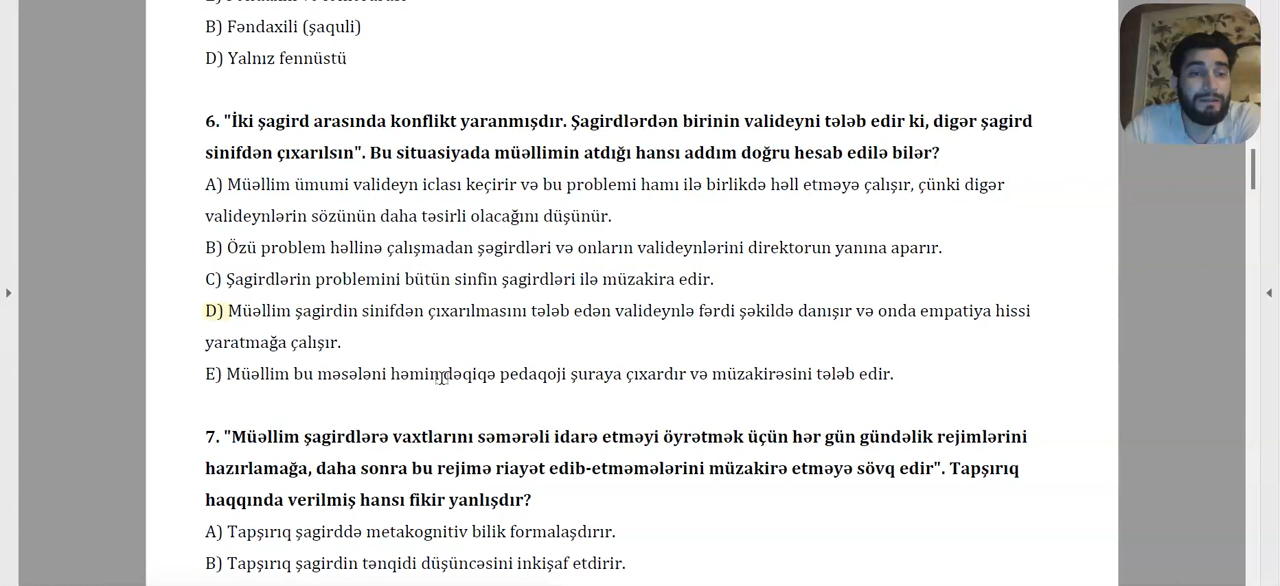 B) Fəndaxili (şaquli)
D) Yalnız fennüstü
6. "İki şagird arasında konflikt yaranmışdır. Şagirdlərdən birinin valideyni tələb edir ki, digər şagird
sinifdən çıxarılsın". Bu situasiyada müəllimin atdığı hansı addım doğru hesab edilə bilər?
A) Müəllim ümumi valideyn iclası keçirir və bu problemi hamı ilə birlikdə həll etməyə çalışır, çünki digər
valideynlərin sözünün daha təsirli olacağını düşünür.
B) Özü problem həllinə çalışmadan şəgirdləri və onların valideynlərini direktorun yanına aparır.
C) Şagirdlərin problemini bütün sinfin şagirdləri ilə müzakira edir.
D) Müəllim şagirdin sinifdən çıxarılmasını tələb edən valideynlə fərdi şəkildə danışır və onda empatiya hissi
yaratmağa çalışır.
E) Müəllim bu məsələni həmin dəqiqə pedaqoji şuraya çıxardır və müzakirəsini tələb edir.
7. "Müəllim şagirdlərə vaxtlarını səmərəli idarə etməyi öyrətmək üçün hər gün gündəlik rejimlərini
hazırlamağa, daha sonra bu rejimə riayət edib-etməmələrini müzakirə etməyə sövq edir". Tapşırıq
haqqında verilmiş hansı fikir yanlışdır?
A) Tapşırıq şagirddə metakognitiv bilik formalaşdırır.
B) Tapşırıq şagirdin tənqidi düşüncəsini inkişaf etdirir.